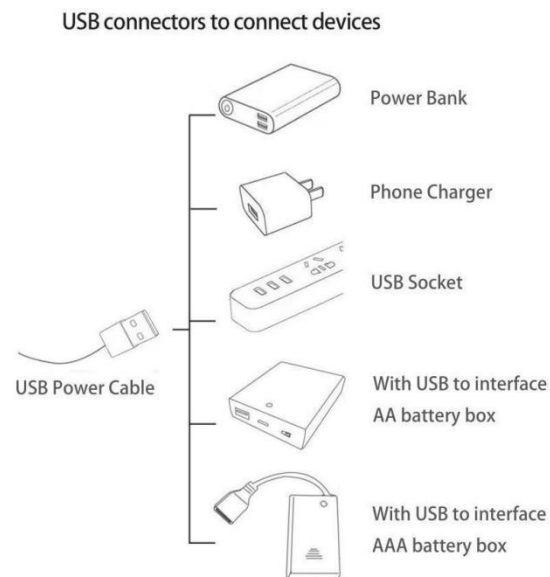 USB connectors to connect devices
Power Bank
Phone Charger
USB Socket
USB Power Cable
With USB to interface
AA battery box
With USB to interface
AAA battery box